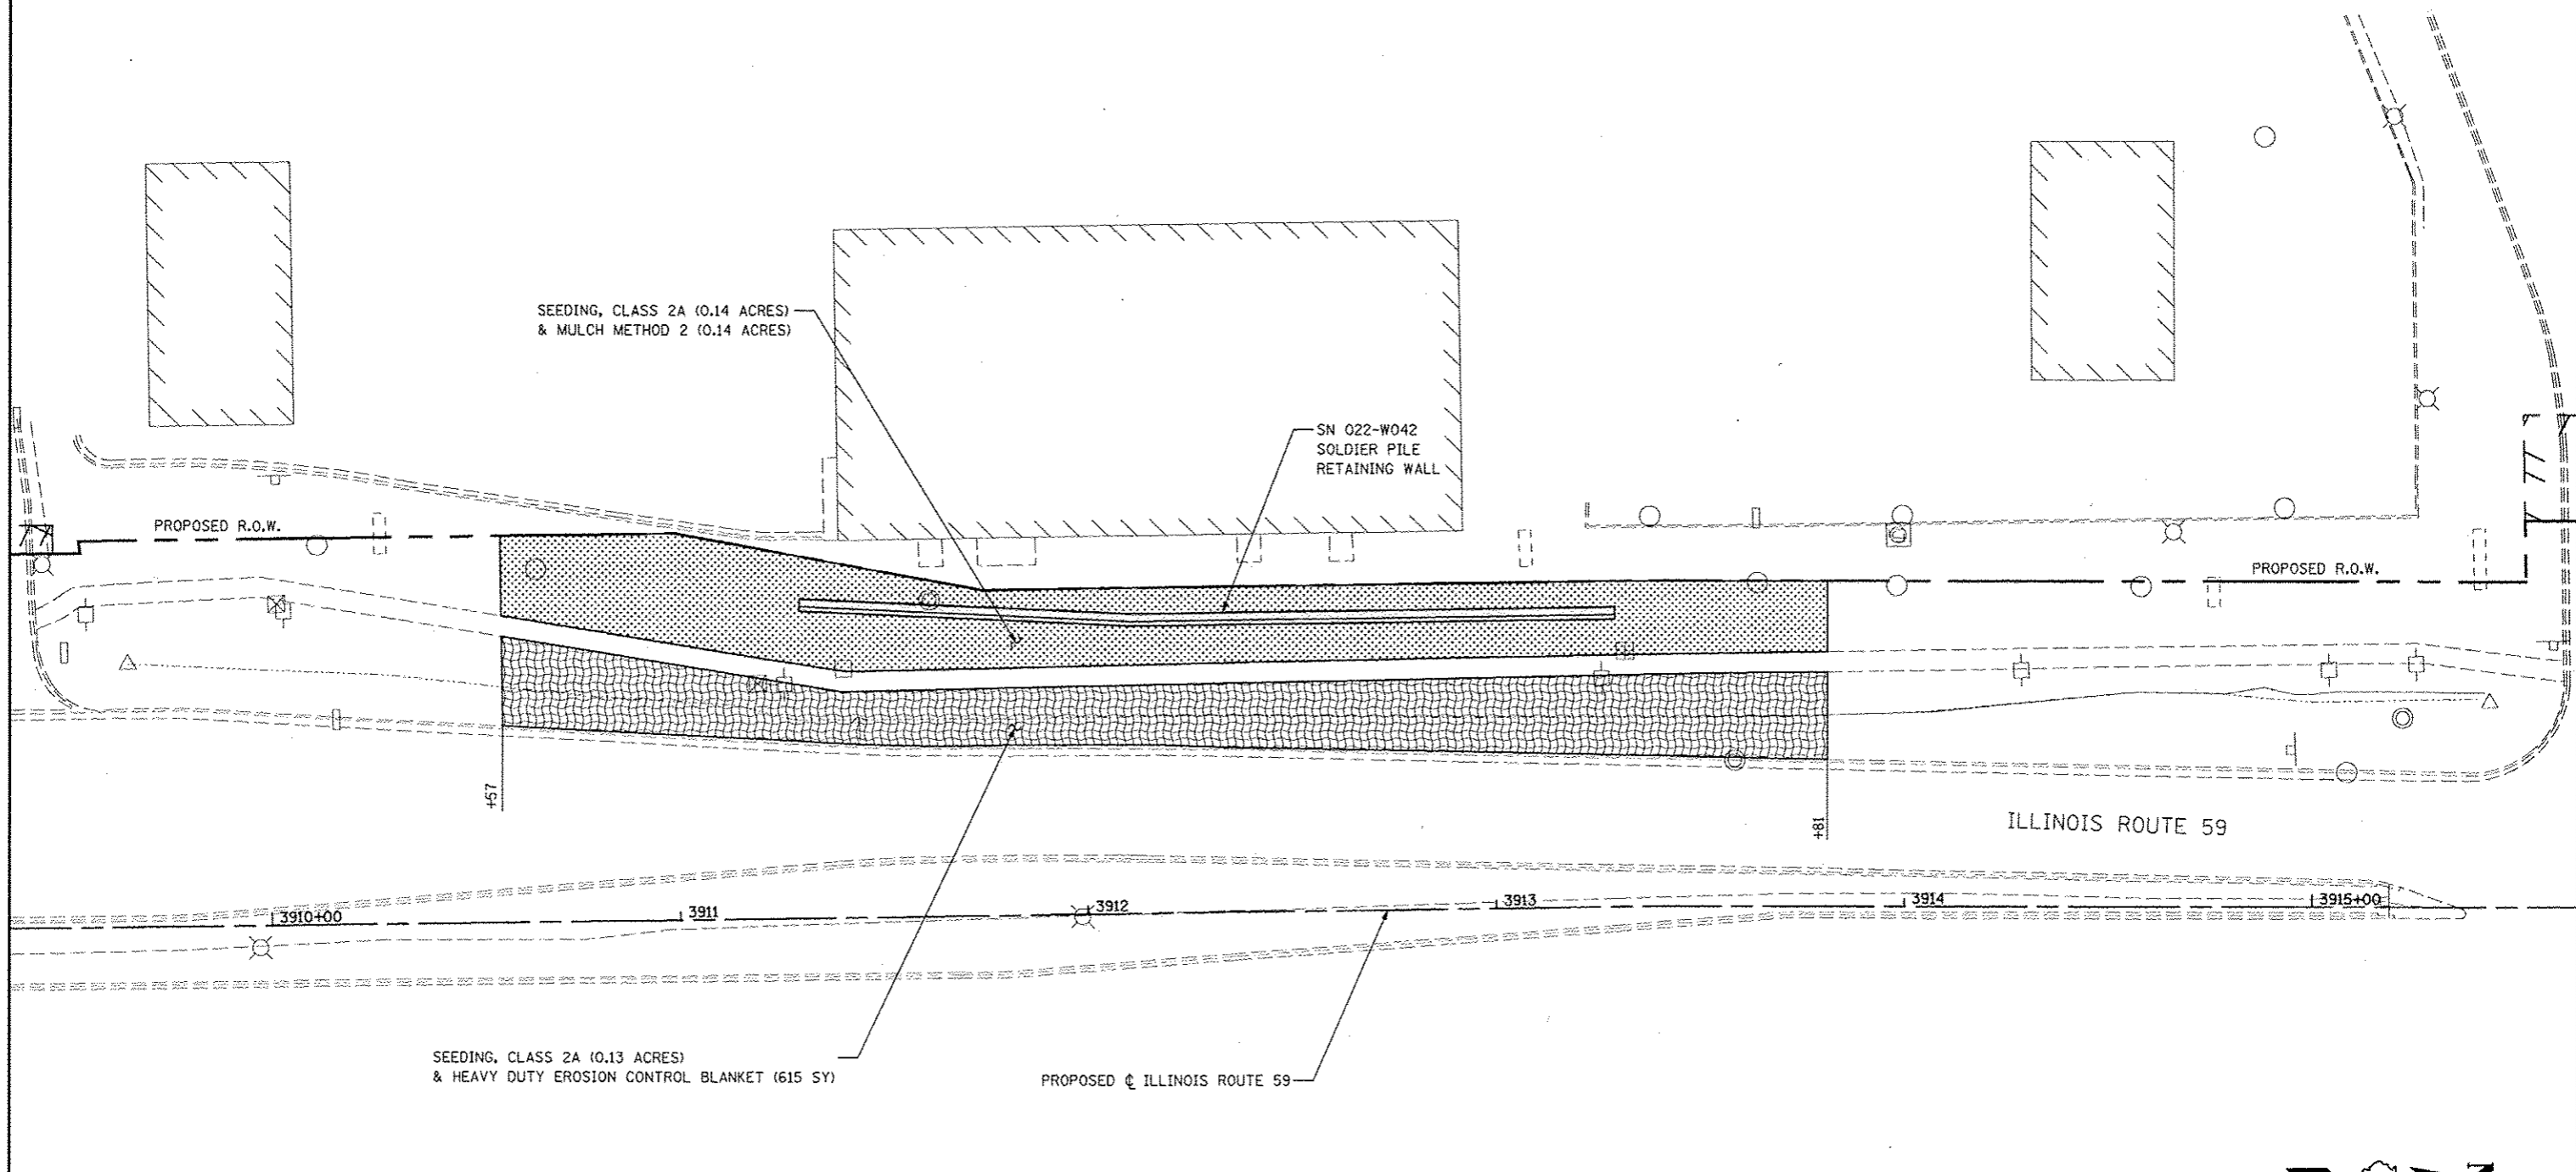 SEEDING, CLASS 2A (0.14 ACRES)
& MULCH METHOD 2 (0.14 ACRES)
SN 022-W042
SOLDIER PILE
RETAINING WALL
PROPOSED R.O.W.
PROPOSED R.O.W.
+57
+81
ILLINOIS ROUTE 59
3910+00
3911
3912
3913
3914
3915+00
SEEDING, CLASS 2A (0.13 ACRES)
& HEAVY DUTY EROSION CONTROL BLANKET (615 SY)
PROPOSED ℄ ILLINOIS ROUTE 59